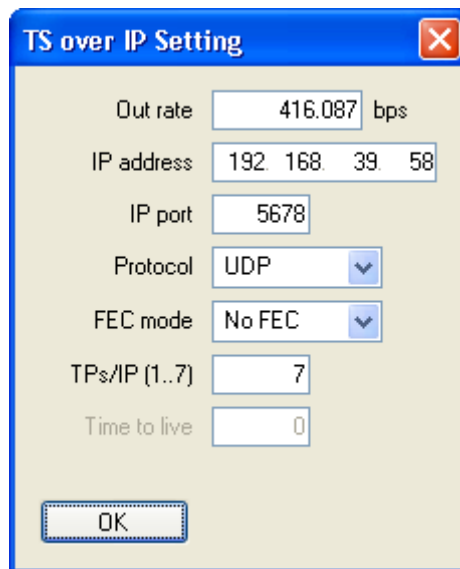 TS over IP Setting
Out rate 416.087 bps
IP address 192. 168. 39. 58
IP port 5678
Protocol UDP
FEC mode No FEC
TPs/IP (1..7) 7
Time to live 0
OK